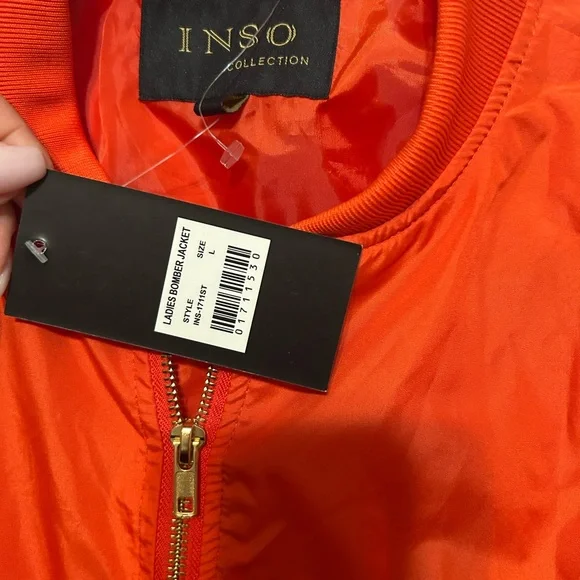 INSO
COLLECTION
LADIES BOMBER JACKET
STYLE SIZE
INS-1711ST L
01711530